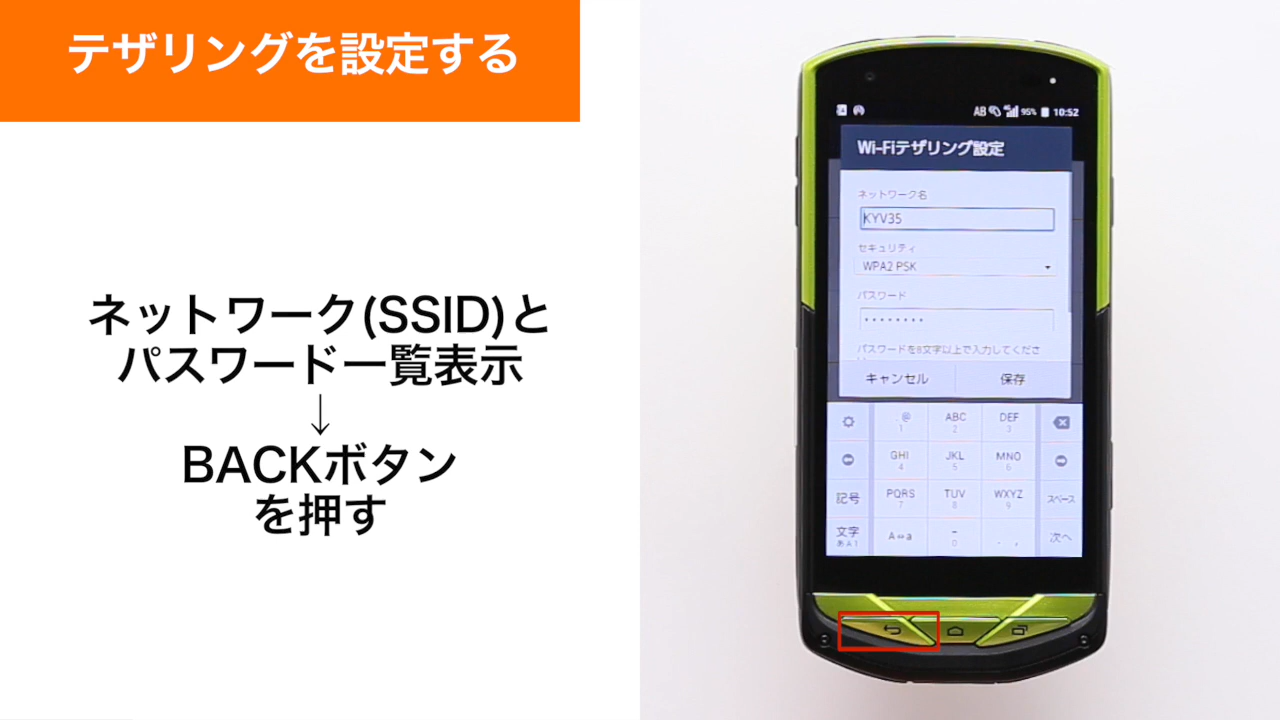 テザリングを設定する
ネットワーク(SSID)と
パスワード一覧表示
↓
BACKボタン
を押す
AB 4G 95% 10:52
Wi-Fiテザリング設定
ネットワーク名
KYV35
セキュリティ
WPA2 PSK
パスワード
••••••••
パスワードを8文字以上で入力してくださ
キャンセル 保存
.@ ABC DEF
1 2 3
GHI JKL MNO
4 5 6
記号 PQRS TUV WXYZ スペース
7 8 9
文字 A⇔a - . , 次へ
あA1 0